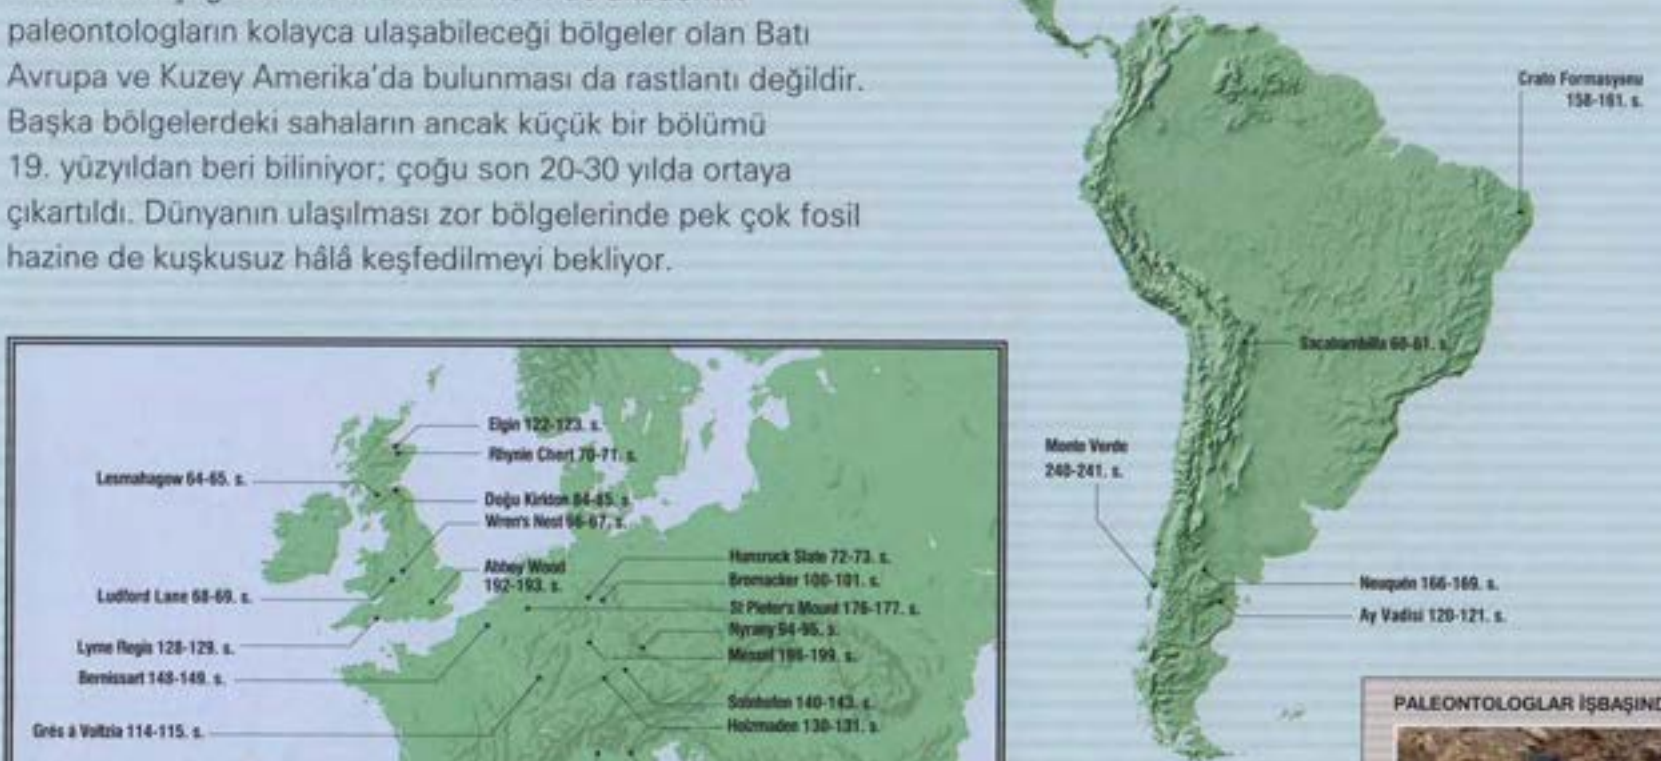 paleontologların kolayca ulaşabileceği bölgeler olan Batı
Avrupa ve Kuzey Amerika'da bulunması da rastlantı değildir.
Başka bölgelerdeki sahaların ancak küçük bir bölümü
19. yüzyıldan beri biliniyor; çoğu son 20-30 yılda ortaya
çıkartıldı. Dünyanın ulaşılması zor bölgelerinde pek çok fosil
hazine de kuşkusuz hâlâ keşfedilmeyi bekliyor.
Crato Formasyonu
158-161. s.
Sacabambilla 60-61. s.
Monte Verde
240-241. s.
Neuquén 166-169. s.
Ay Vadisi 120-121. s.
Elgin 122-123. s.
Rhynie Chert 70-71. s.
Lesmahagow 64-65. s.
Doğu Kirkton 84-85. s.
Wren's Nest 66-67. s.
Abbey Wood
192-193. s.
Ludford Lane 68-69. s.
Lyme Regis 128-129. s.
Bernissart 148-149. s.
Grès à Voltzia 114-115. s.
Hunsruck Slate 72-73. s.
Bromacker 100-101. s.
St Pieter's Mount 176-177. s.
Nyrany 94-95. s.
Messel 196-199. s.
Solnhofen 140-143. s.
Holzmaden 130-131. s.
PALEONTOLOGLAR İŞBAŞIND